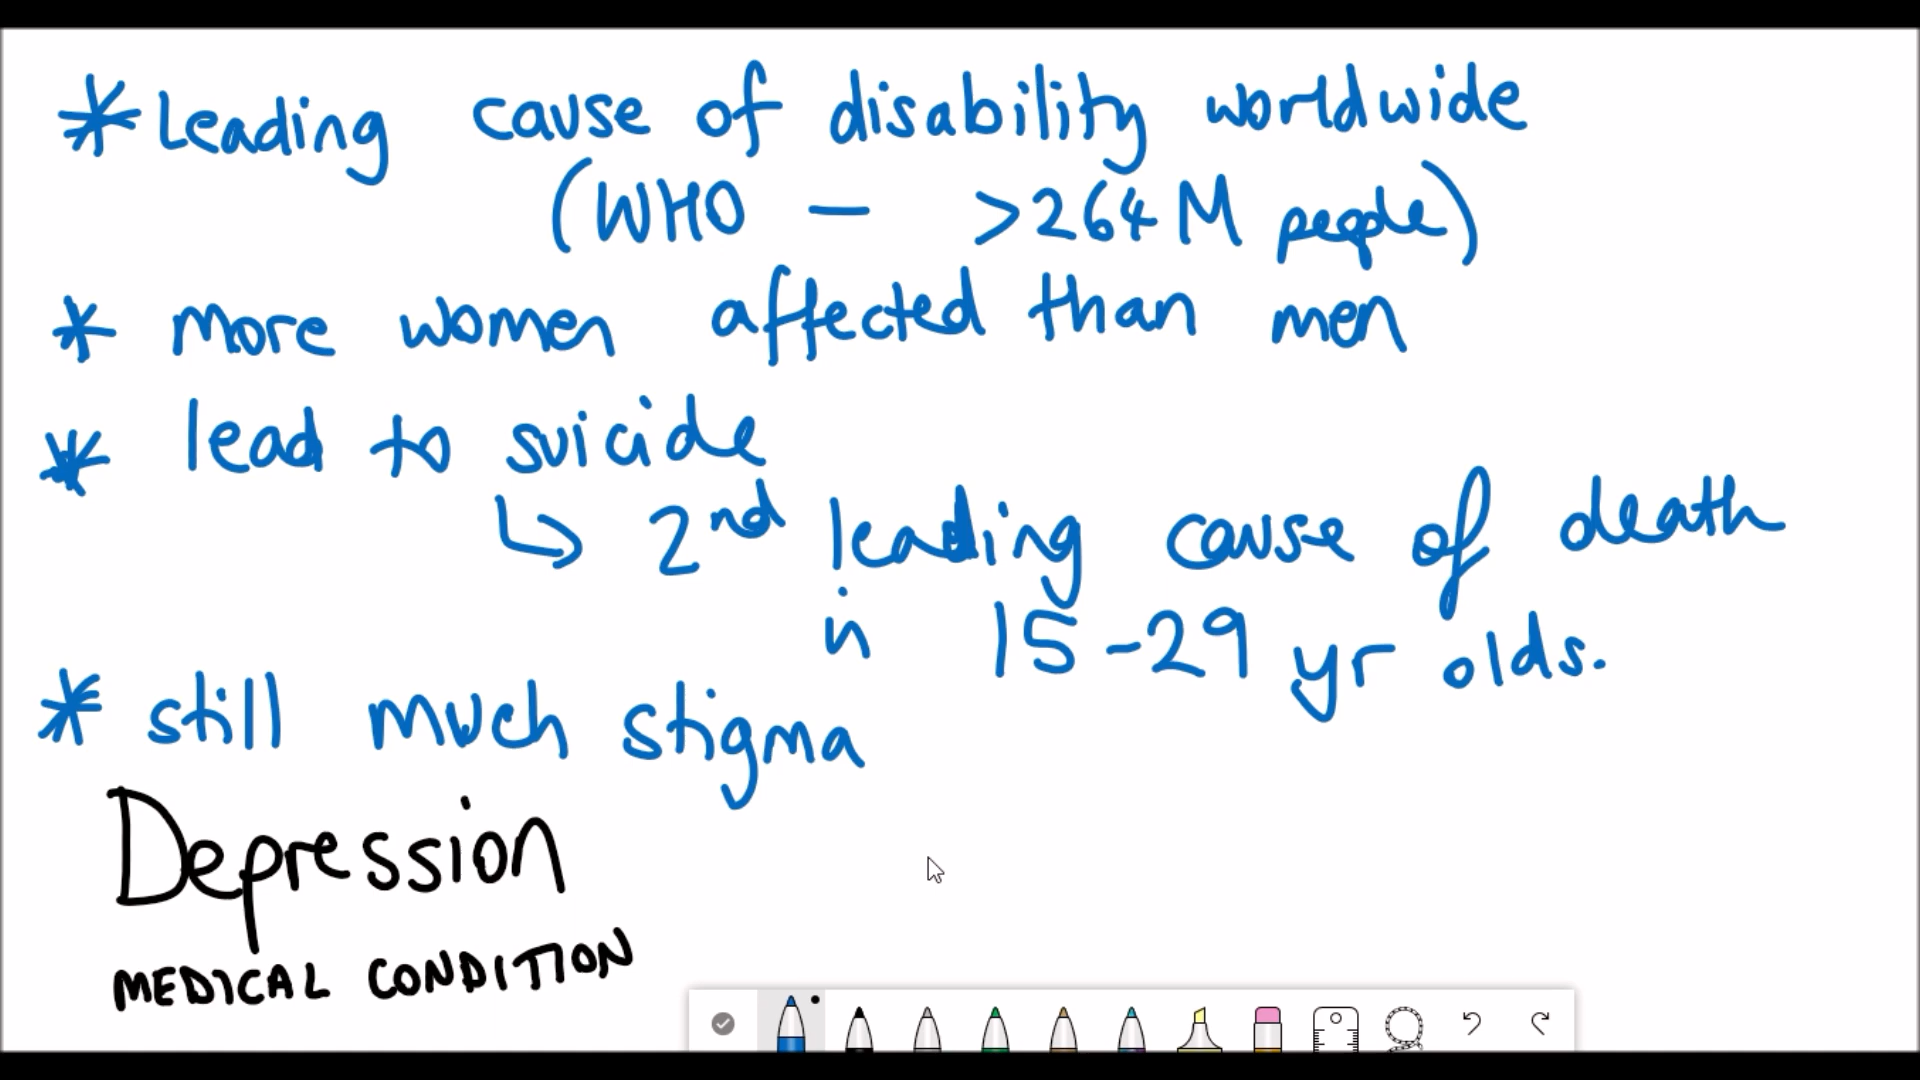 * Leading cause of disability worldwide
(WHO - >264M people)
* more women affected than men
* lead to suicide
↳ 2nd leading cause of death
in 15-29 yr olds.
* still much stigma
Depression
MEDICAL CONDITION